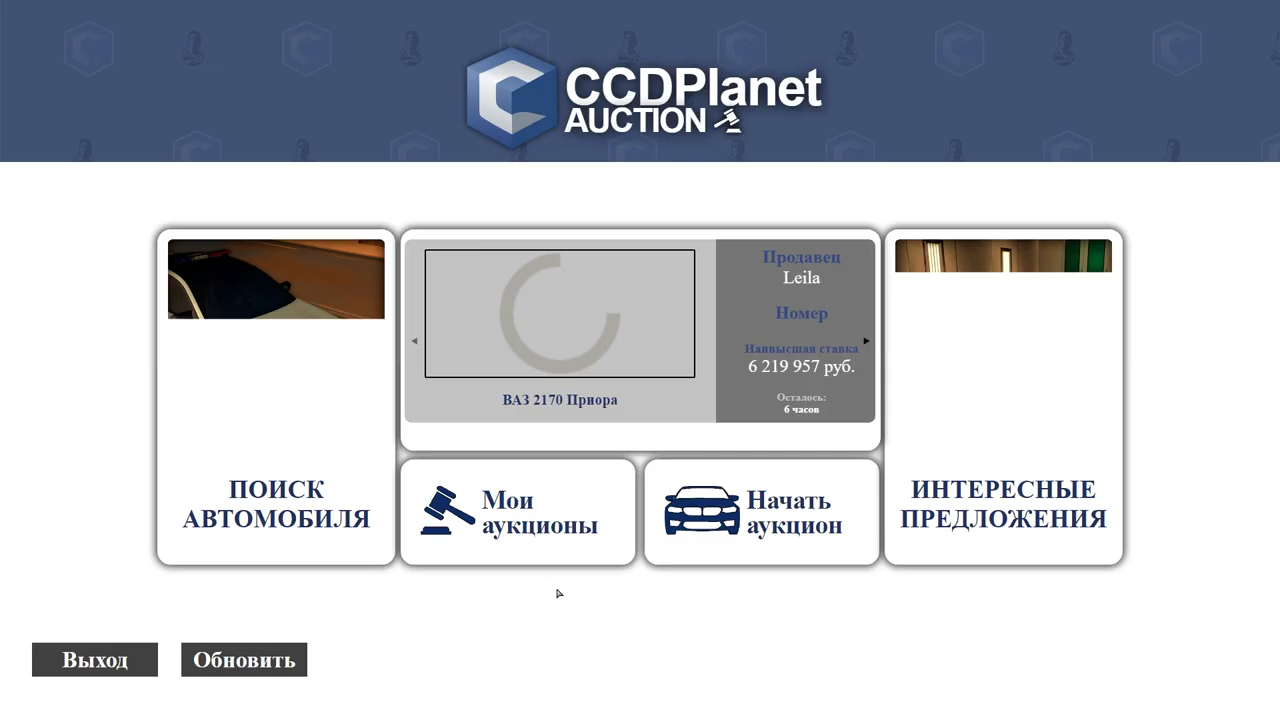 CCDPlanet
AUCTION
Продавец
Leila
Номер
Наивысшая ставка
6 219 957 руб.
Осталось:
6 часов
ВАЗ 2170 Приора
ПОИСК
АВТОМОБИЛЯ
Мои
аукционы
Начать
аукцион
ИНТЕРЕСНЫЕ
ПРЕДЛОЖЕНИЯ
Выход
Обновить